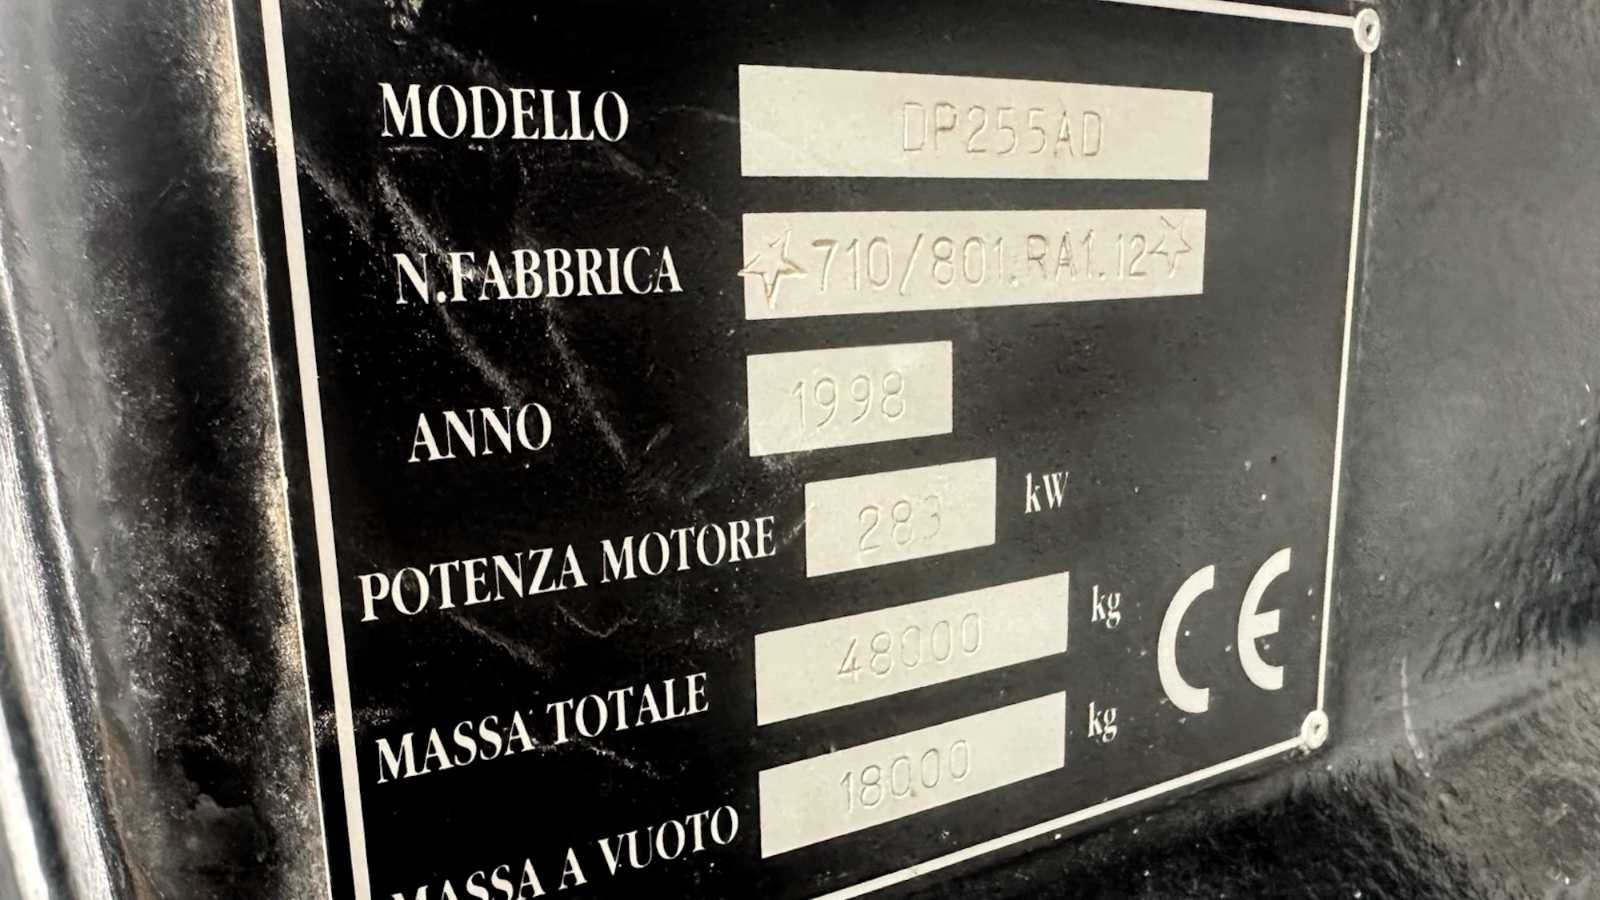 MODELLO DP255AD
N.FABBRICA ☆710/801.RA1.12☆
ANNO 1998
POTENZA MOTORE 283 kW
MASSA TOTALE 48000 kg
MASSA A VUOTO 18000 kg
CE